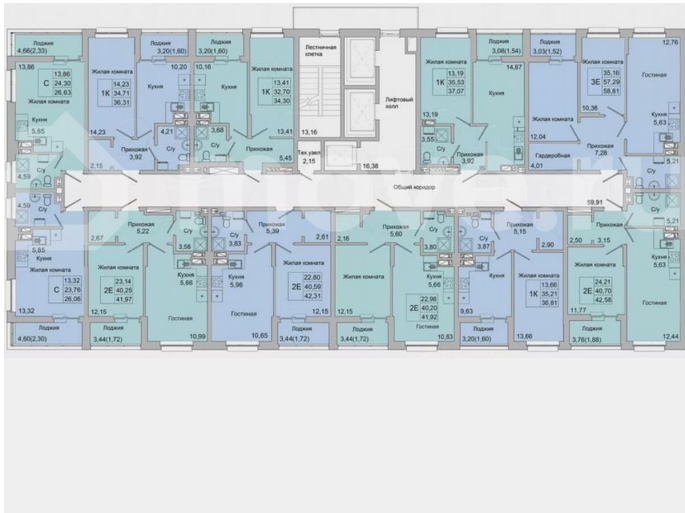 Лоджия
4,66(2,33)
Лоджия
3,20(1,60)
Лоджия
3,20(1,60)
Лестничная
клетка
Лифтовый
холл
Лоджия
3,08(1,54)
Лоджия
3,03(1,52)
12,76
13,86
С
13,86
24,30
26,63
Жилая комната
Кухня
5,65
Жилая комната
1К
14,23
34,71
36,31
14,23
10,20
Кухня
4,21
С/у
Прихожая
3,92
2,15
10,16
Кухня
3,68
С/у
Жилая комната
1К
13,41
32,70
34,30
13,41
Прихожая
5,45
13,16
Тех.узел
2,15
16,38
Жилая комната
1К
13,19
35,53
37,07
13,19
14,87
Кухня
3,55
С/у
Прихожая
3,92
Жилая комната
12,04
Гардеробная
4,01
3Е
35,16
57,29
58,61
Жилая комната
10,36
Гостиная
Кухня
5,63
Прихожая
7,28
С/у
5,21
С/у
4,59
Общий коридор
59,91
4,59
С/у
Кухня
5,65
Жилая комната
С
13,32
23,76
26,06
13,32
Лоджия
4,60(2,30)
2,67
Прихожая
5,22
С/у
3,56
Жилая комната
2Е
23,14
40,25
41,97
12,15
Кухня
5,66
Гостиная
10,99
Лоджия
3,44(1,72)
С/у
3,83
Прихожая
5,39
2,61
Кухня
5,96
Гостиная
10,65
Жилая комната
2Е
22,80
40,59
42,31
12,15
Лоджия
3,44(1,72)
2,16
Прихожая
5,60
С/у
3,80
Жилая комната
12,15
Кухня
5,66
2Е
22,98
40,20
41,92
Гостиная
10,83
Лоджия
3,44(1,72)
С/у
3,87
Прихожая
2,90
Кухня
9,63
Жилая комната
1К
13,66
35,21
36,81
13,66
Лоджия
3,20(1,60)
2,50
Прихожая
3,15
С/у
5,21
Жилая комната
2Е
24,21
40,70
42,58
11,77
Кухня
5,63
Гостиная
12,44
Лоджия
3,76(1,88)